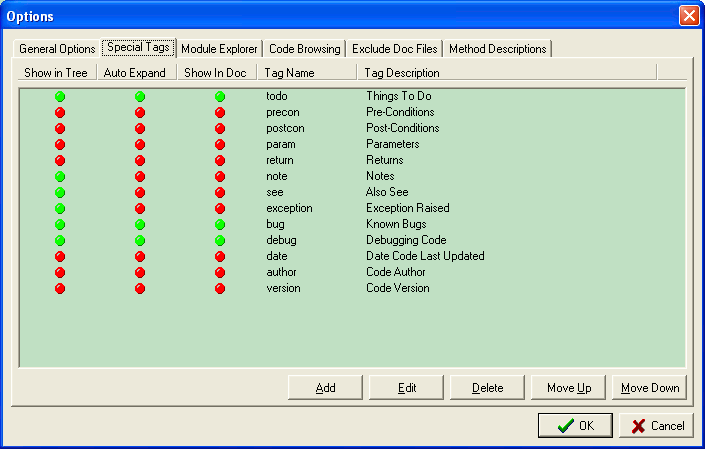 Options
General Options Special Tags Module Explorer Code Browsing Exclude Doc Files Method Descriptions
Show in Tree Auto Expand Show In Doc Tag Name Tag Description
todo Things To Do
precon Pre-Conditions
postcon Post-Conditions
param Parameters
return Returns
note Notes
see Also See
exception Exception Raised
bug Known Bugs
debug Debugging Code
date Date Code Last Updated
author Code Author
version Code Version
Add Edit Delete Move Up Move Down
OK Cancel